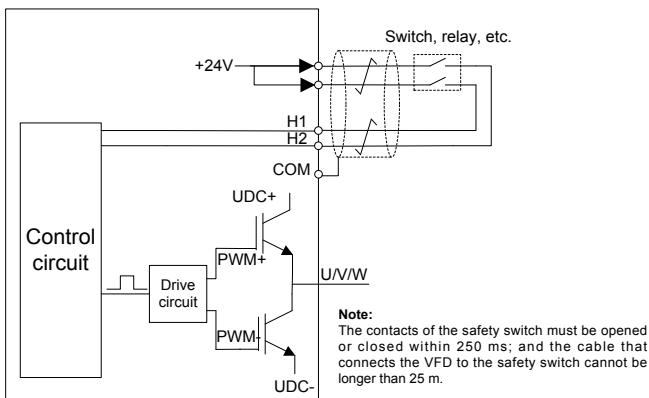 Switch, relay, etc.
+24V
H1
H2
COM
UDC+
Control
circuit
PWM+
Drive
circuit
U/V/W
PWM-
UDC-
Note:
The contacts of the safety switch must be opened
or closed within 250 ms; and the cable that
connects the VFD to the safety switch cannot be
longer than 25 m.